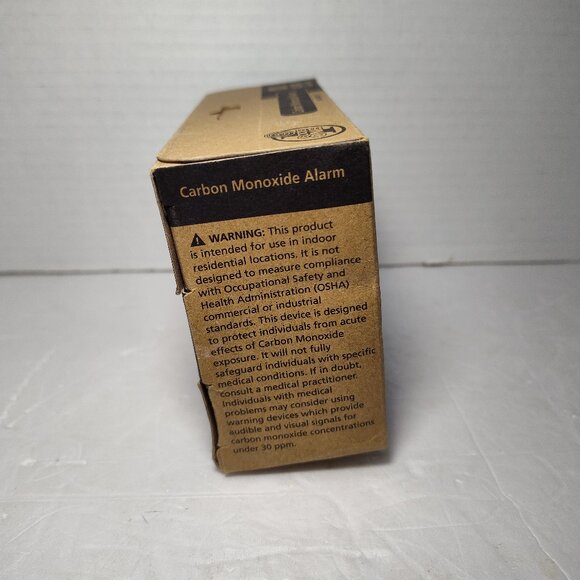 Carbon Monoxide Alarm
⚠ WARNING: This product
is intended for use in indoor
residential locations. It is not
designed to measure compliance
with Occupational Safety and
Health Administration (OSHA)
commercial or industrial
standards. This device is designed
to protect individuals from acute
effects of Carbon Monoxide
exposure. It will not fully
safeguard individuals with specific
medical conditions. If in doubt,
consult a medical practitioner.
Individuals with medical
problems may consider using
warning devices which provide
audible and visual signals for
carbon monoxide concentrations
under 30 ppm.